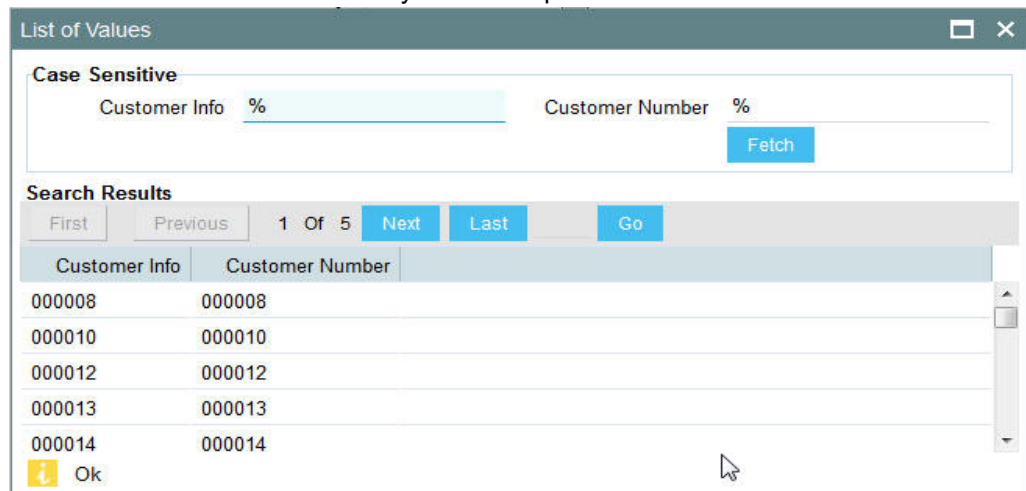 List of Values
Case Sensitive
Customer Info % Customer Number %
Fetch
Search Results
First Previous 1 Of 5 Next Last Go
Customer Info Customer Number
000008 000008
000010 000010
000012 000012
000013 000013
000014 000014
Ok